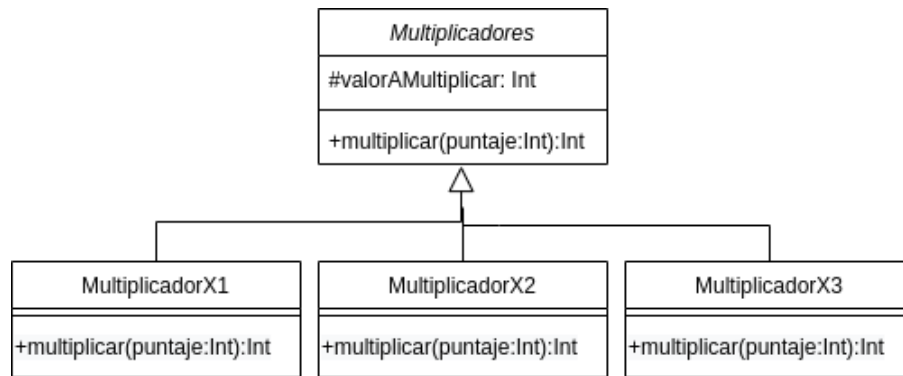 Multiplicadores
#valorAMultiplicar: Int
+multiplicar(puntaje:Int):Int
MultiplicadorX1
MultiplicadorX2
MultiplicadorX3
+multiplicar(puntaje:Int):Int
+multiplicar(puntaje:Int):Int
+multiplicar(puntaje:Int):Int